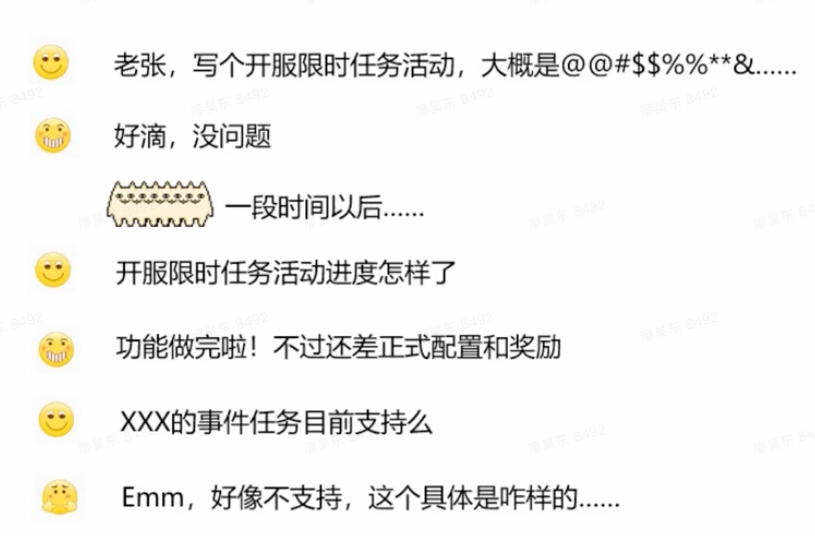 老张，写个开服限时任务活动，大概是@@#$$%%**&......
好滴，没问题
一段时间以后......
开服限时任务活动进度怎样了
功能做完啦！不过还差正式配置和奖励
XXX的事件任务目前支持么
Emm，好像不支持，这个具体是咋样的......